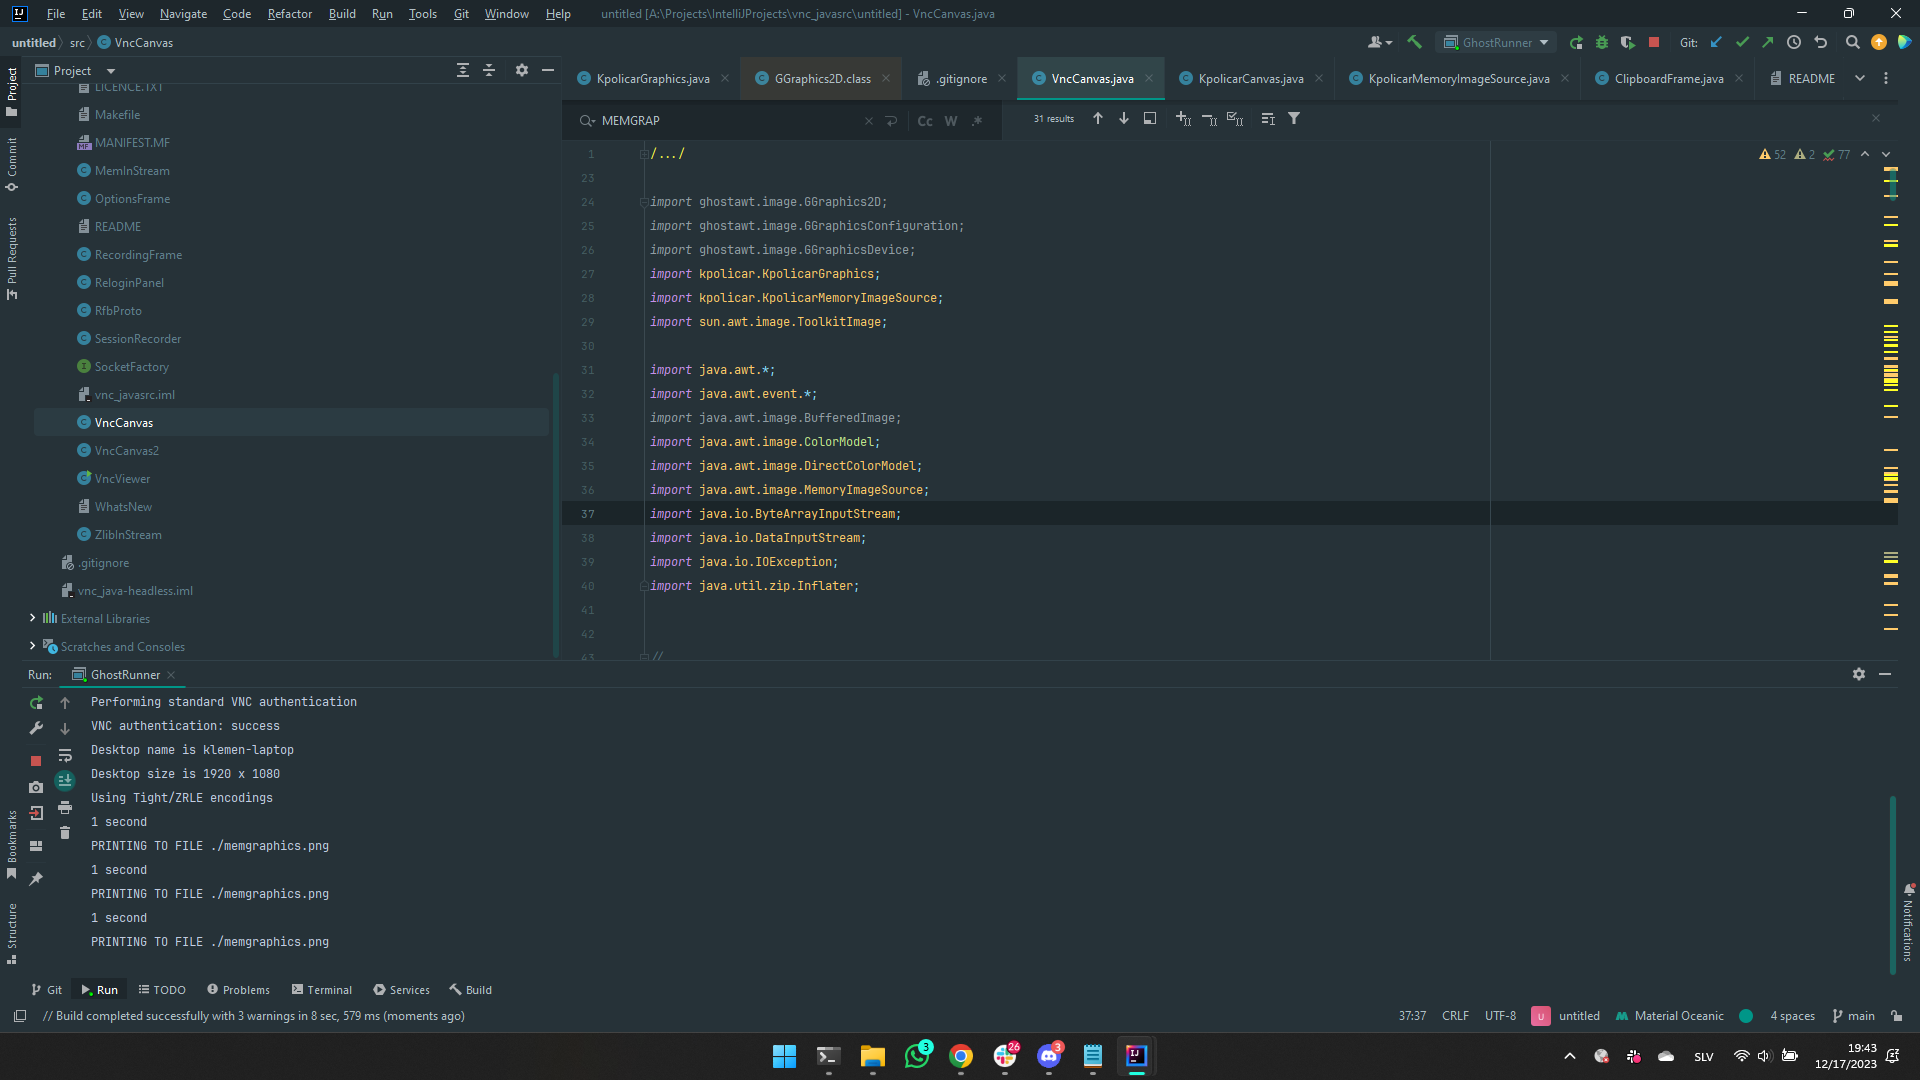 File Edit View Navigate Code Refactor Build Run Tools Git Window Help untitled [A:\Projects\IntelliJProjects\vnc_javasrc\untitled] - VncCanvas.java
untitled src VncCanvas GhostRunner Git:
Project
KpolicarGraphics.java GGraphics2D.class .gitignore VncCanvas.java KpolicarCanvas.java KpolicarMemoryImageSource.java ClipboardFrame.java README
MEMGRAP Cc W .* 31 results
52 2 77
Project
Commit
Pull Requests
Bookmarks
Structure
Notifications
LICENCE.TXT
Makefile
MANIFEST.MF
MemInStream
OptionsFrame
README
RecordingFrame
ReloginPanel
RfbProto
SessionRecorder
SocketFactory
vnc_javasrc.iml
VncCanvas
VncCanvas2
VncViewer
WhatsNew
ZlibInStream
.gitignore
vnc_java-headless.iml
External Libraries
Scratches and Consoles
1 /.../
23
24 import ghostawt.image.GGraphics2D;
25 import ghostawt.image.GGraphicsConfiguration;
26 import ghostawt.image.GGraphicsDevice;
27 import kpolicar.KpolicarGraphics;
28 import kpolicar.KpolicarMemoryImageSource;
29 import sun.awt.image.ToolkitImage;
30
31 import java.awt.*;
32 import java.awt.event.*;
33 import java.awt.image.BufferedImage;
34 import java.awt.image.ColorModel;
35 import java.awt.image.DirectColorModel;
36 import java.awt.image.MemoryImageSource;
37 import java.io.ByteArrayInputStream;
38 import java.io.DataInputStream;
39 import java.io.IOException;
40 import java.util.zip.Inflater;
41
42
43 //
Run: GhostRunner
Performing standard VNC authentication
VNC authentication: success
Desktop name is klemen-laptop
Desktop size is 1920 x 1080
Using Tight/ZRLE encodings
1 second
PRINTING TO FILE ./memgraphics.png
1 second
PRINTING TO FILE ./memgraphics.png
1 second
PRINTING TO FILE ./memgraphics.png
Git Run TODO Problems Terminal Services Build
// Build completed successfully with 3 warnings in 8 sec, 579 ms (moments ago) 37:37 CRLF UTF-8 U untitled Material Oceanic 4 spaces main
3 26 3 SLV 19:43
12/17/2023